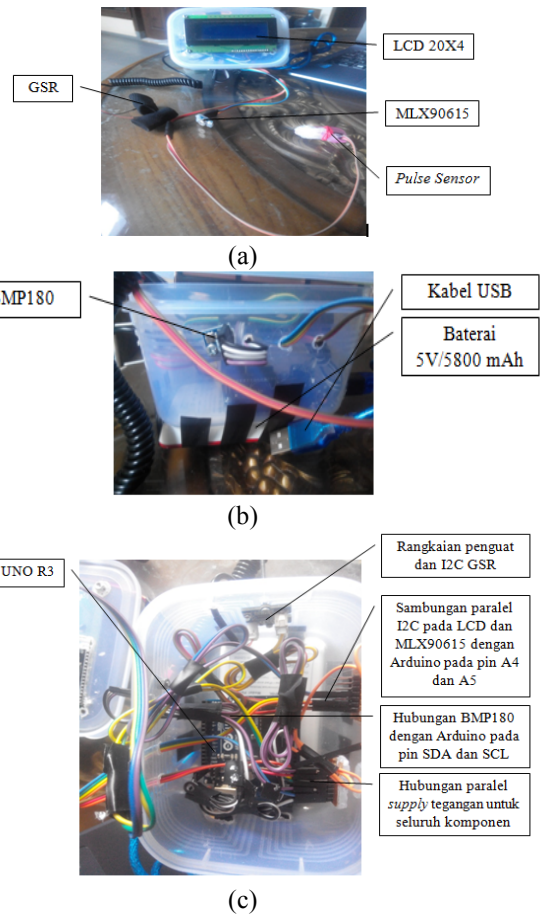 LCD 20X4
GSR
MLX90615
Pulse Sensor
(a)
BMP180
Kabel USB
Baterai
5V/5800 mAh
(b)
UNO R3
Rangkaian penguat
dan I2C GSR
Sambungan paralel
I2C pada LCD dan
MLX90615 dengan
Arduino pada pin A4
dan A5
Hubungan BMP180
dengan Arduino pada
pin SDA dan SCL
Hubungan paralel
supply tegangan untuk
seluruh komponen
(c)